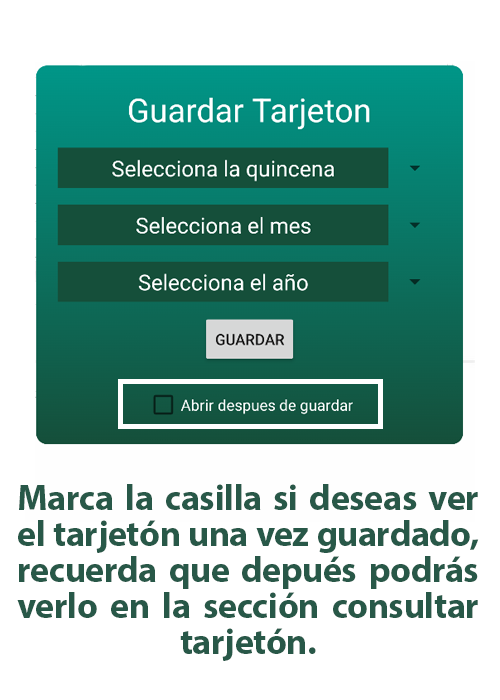 Guardar Tarjeton
Selecciona la quincena
Selecciona el mes
Selecciona el año
GUARDAR
Abrir despues de guardar
Marca la casilla si deseas ver
el tarjetón una vez guardado,
recuerda que depués podrás
verlo en la sección consultar
tarjetón.